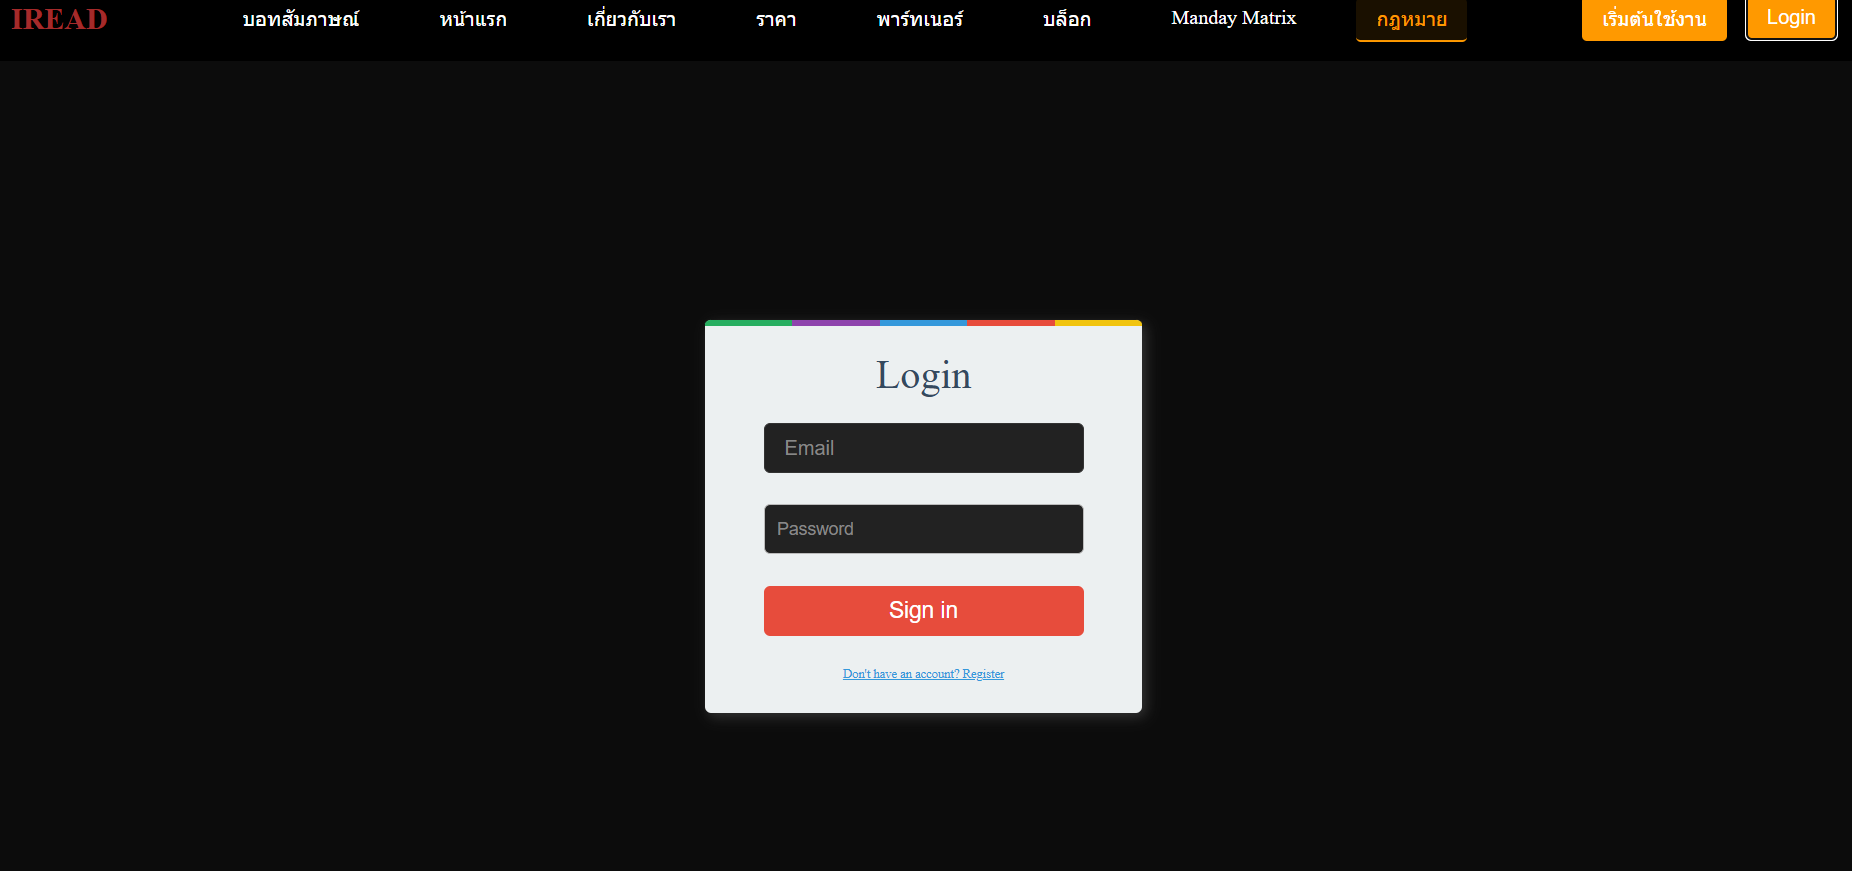 IREAD
บอทสัมภาษณ์
หน้าแรก
เกี่ยวกับเรา
ราคา
พาร์ทเนอร์
บล็อก
Manday Matrix
กฎหมาย
เริ่มต้นใช้งาน
Login
Login
Email
Password
Sign in
Don't have an account? Register